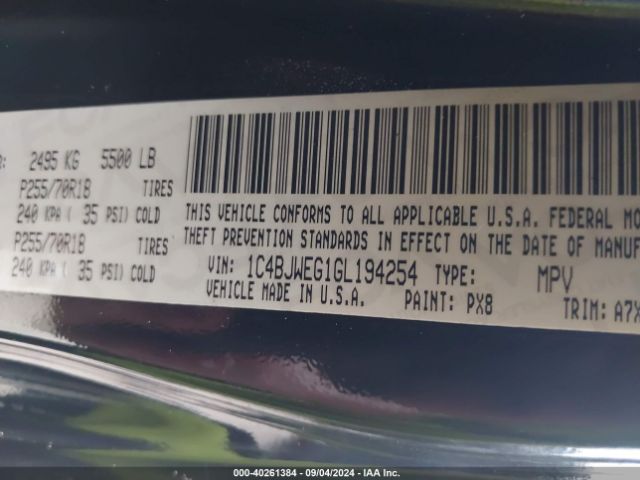 2495 KG 5500 LB
P255/70R18 TIRES
240 KPA ( 35 PSI) COLD
P255/70R18 TIRES
240 KPA ( 35 PSI) COLD
THIS VEHICLE CONFORMS TO ALL APPLICABLE U.S.A. FEDERAL
THEFT PREVENTION STANDARDS IN EFFECT ON THE DATE OF
VIN: 1C4BJWEG1GL194254 TYPE: MPV
VEHICLE MADE IN U.S.A. PAINT: PX8 TRIM: A7X
000-40261384 - 09/04/2024 - IAA Inc.